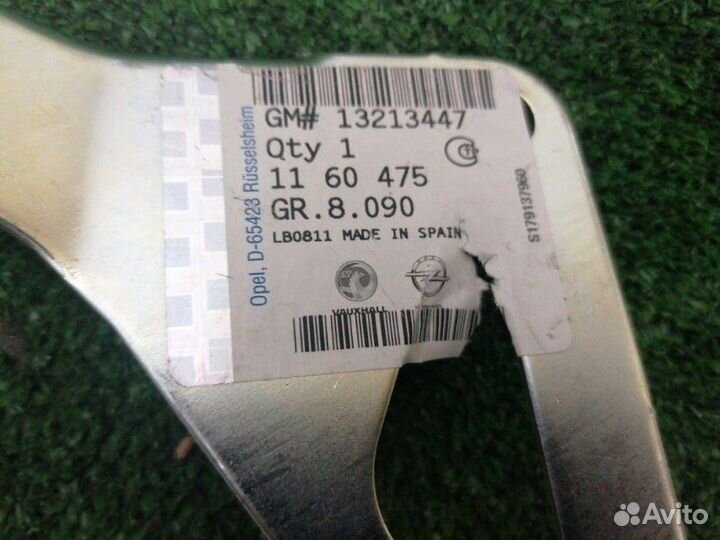 GM# 13213447
Qty 1
11 60 475
GR.8.090
LB0811 MADE IN SPAIN
VAUXHALL
Opel, D-65423 Rüsselsheim
S179137960
Avito